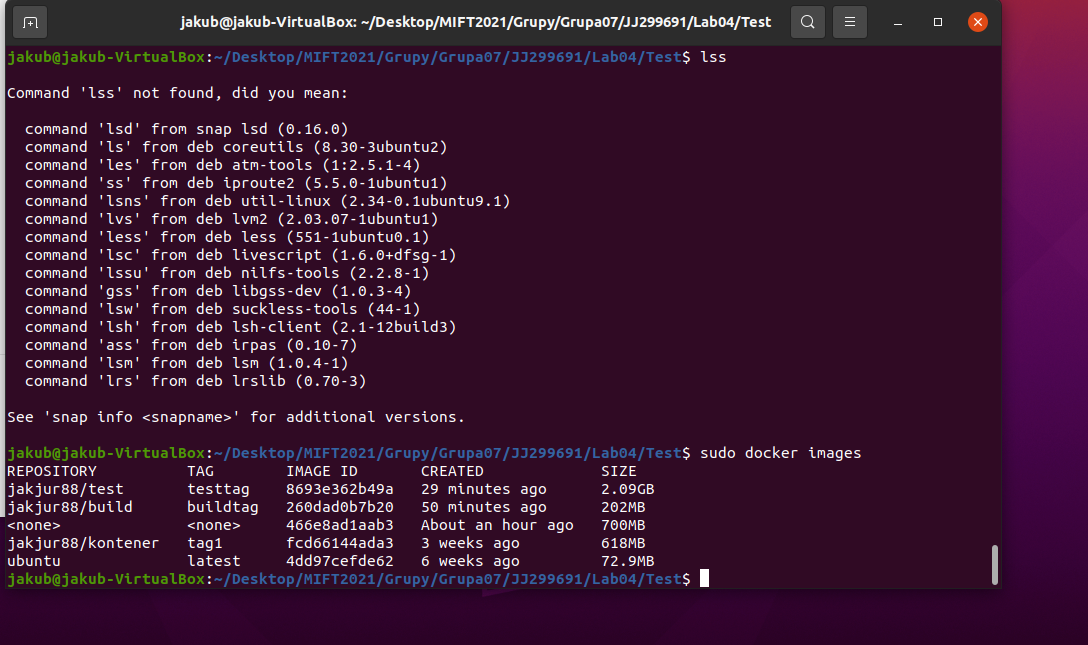 jakub@jakub-VirtualBox: ~/Desktop/MIFT2021/Grupy/Grupa07/JJ299691/Lab04/Test
jakub@jakub-VirtualBox:~/Desktop/MIFT2021/Grupy/Grupa07/JJ299691/Lab04/Test$ lss
Command 'lss' not found, did you mean:
command 'lsd' from snap lsd (0.16.0)
command 'ls' from deb coreutils (8.30-3ubuntu2)
command 'les' from deb atm-tools (1:2.5.1-4)
command 'ss' from deb iproute2 (5.5.0-1ubuntu1)
command 'lsns' from deb util-linux (2.34-0.1ubuntu9.1)
command 'lvs' from deb lvm2 (2.03.07-1ubuntu1)
command 'less' from deb less (551-1ubuntu0.1)
command 'lsc' from deb livescript (1.6.0+dfsg-1)
command 'lssu' from deb nilfs-tools (2.2.8-1)
command 'gss' from deb libgss-dev (1.0.3-4)
command 'lsw' from deb suckless-tools (44-1)
command 'lsh' from deb lsh-client (2.1-12build3)
command 'ass' from deb irpas (0.10-7)
command 'lsm' from deb lsm (1.0.4-1)
command 'lrs' from deb lrslib (0.70-3)
See 'snap info <snapname>' for additional versions.
jakub@jakub-VirtualBox:~/Desktop/MIFT2021/Grupy/Grupa07/JJ299691/Lab04/Test$ sudo docker images
REPOSITORY TAG IMAGE ID CREATED SIZE
jakjur88/test testtag 8693e362b49a 29 minutes ago 2.09GB
jakjur88/build buildtag 260dad0b7b20 50 minutes ago 202MB
<none> <none> 466e8ad1aab3 About an hour ago 700MB
jakjur88/kontener tag1 fcd66144ada3 3 weeks ago 618MB
ubuntu latest 4dd97cefde62 6 weeks ago 72.9MB
jakub@jakub-VirtualBox:~/Desktop/MIFT2021/Grupy/Grupa07/JJ299691/Lab04/Test$